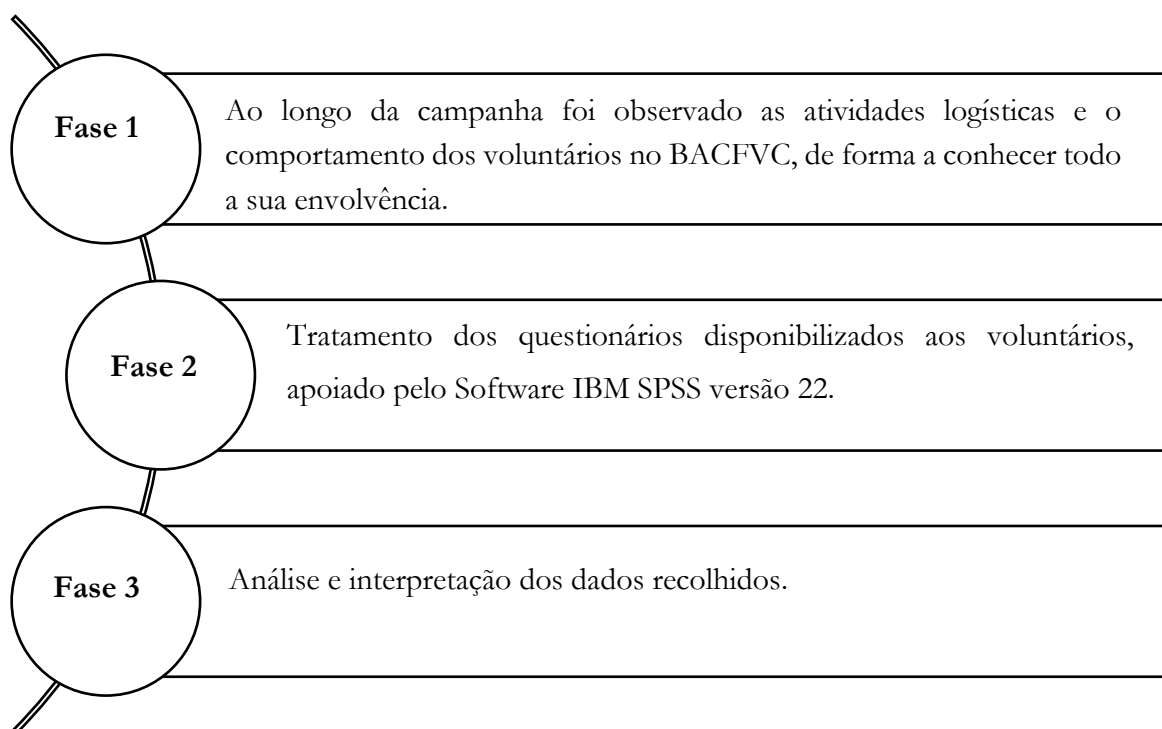 Fase 1
Ao longo da campanha foi observado as atividades logísticas e o
comportamento dos voluntários no BACFVC, de forma a conhecer todo
a sua envolvência.
Fase 2
Tratamento dos questionários disponibilizados aos voluntários,
apoiado pelo Software IBM SPSS versão 22.
Fase 3
Análise e interpretação dos dados recolhidos.